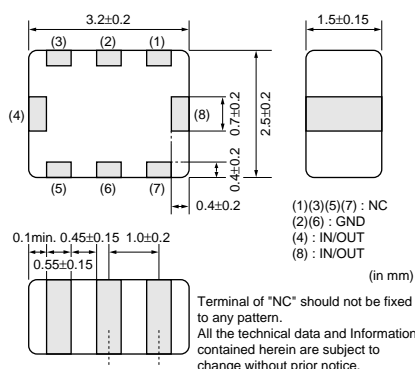 3.2±0.2
1.5±0.15
(3) (2) (1)
(4)
(8)
0.7±0.2
2.5±0.2
0.4±0.2
(5) (6) (7)
0.4±0.2
(1)(3)(5)(7) : NC
(2)(6) : GND
(4) : IN/OUT
(8) : IN/OUT
(in mm)
0.1min. 0.45±0.15 1.0±0.2
0.55±0.15
Terminal of "NC" should not be fixed
to any pattern.
All the technical data and Information
contained herein are subject to
change without prior notice.